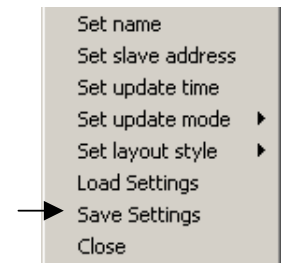 Set name
Set slave address
Set update time
Set update mode
Set layout style
Load Settings
Save Settings
Close